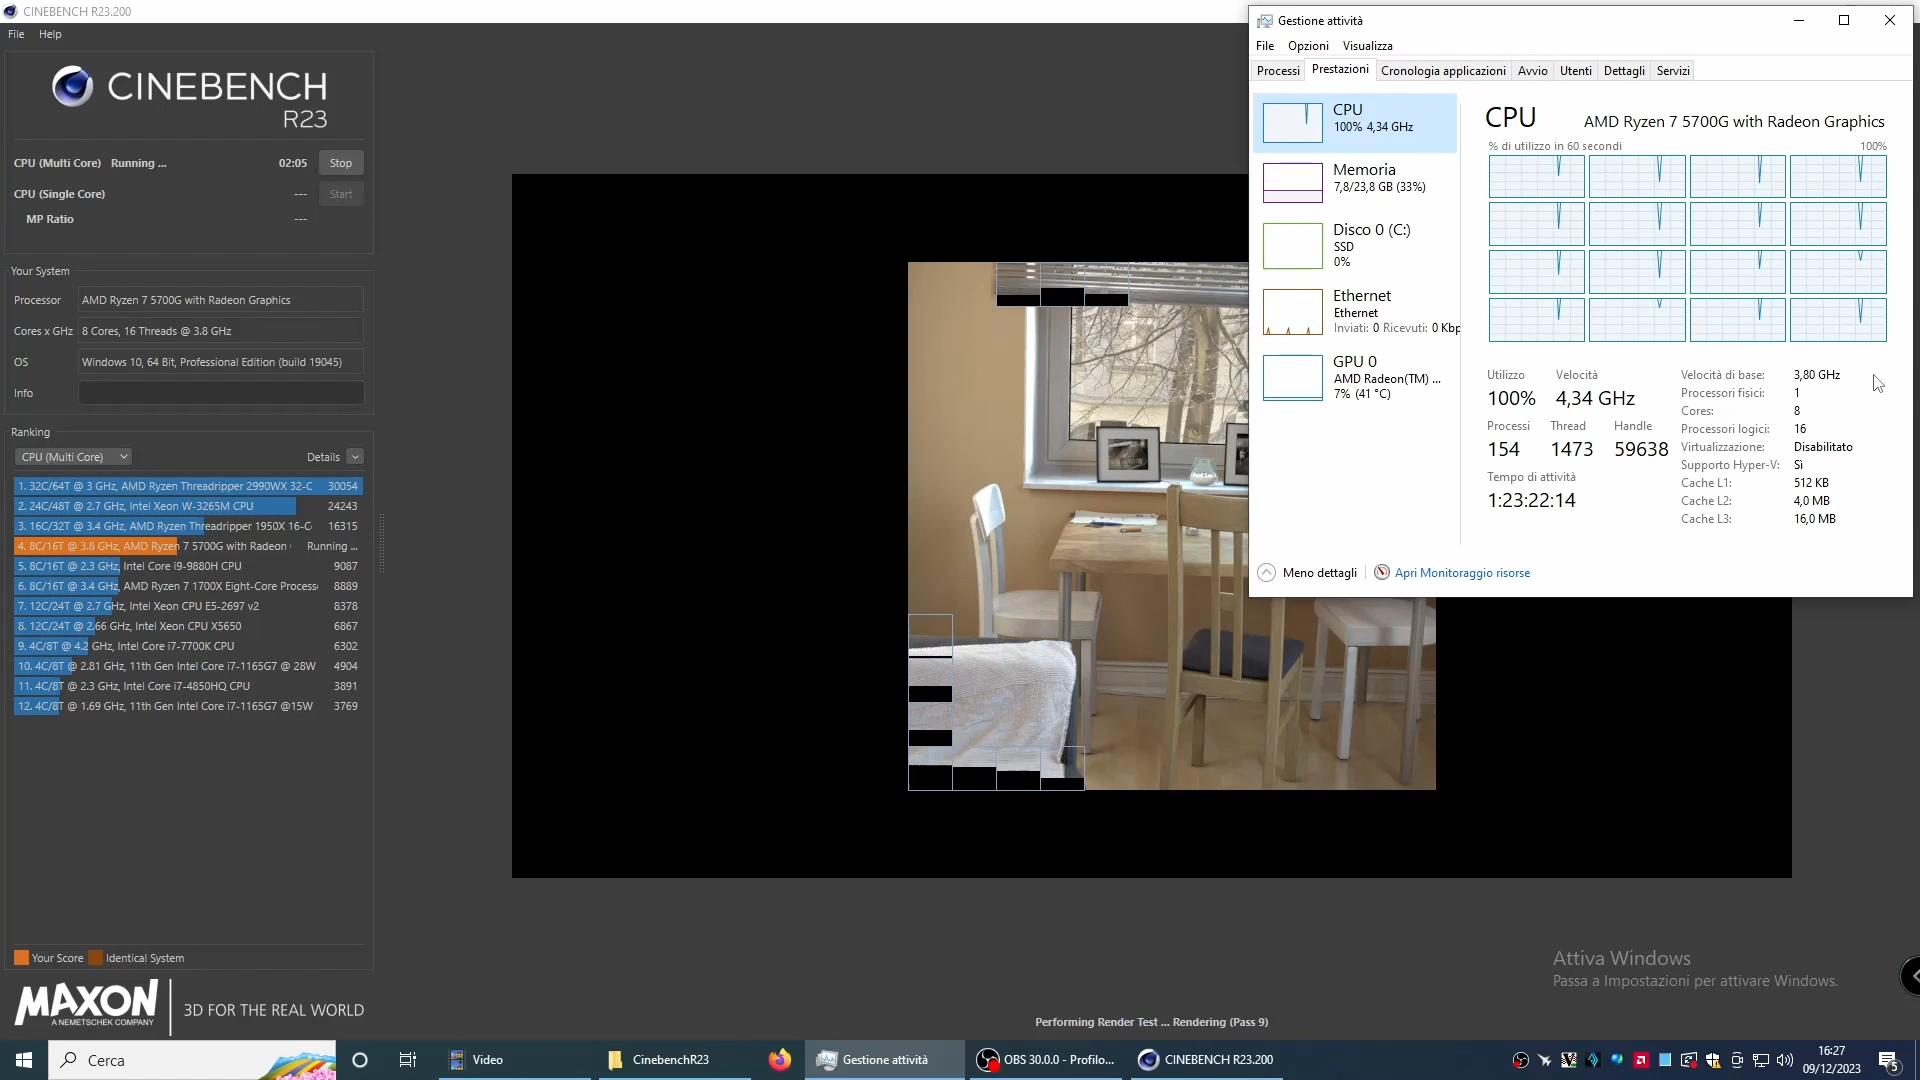 CINEBENCH R23.200
File Help
CINEBENCH
R23
CPU (Multi Core) Running ... 02:05 Stop
CPU (Single Core) --- Start
MP Ratio ---
Your System
Processor AMD Ryzen 7 5700G with Radeon Graphics
Cores x GHz 8 Cores, 16 Threads @ 3.8 GHz
OS Windows 10, 64 Bit, Professional Edition (build 19045)
Info
Ranking
CPU (Multi Core) Details
1. 32C/64T @ 3 GHz, AMD Ryzen Threadripper 2990WX 32-C 30054
2. 24C/48T @ 2.7 GHz, Intel Xeon W-3265M CPU 24243
3. 16C/32T @ 3.4 GHz, AMD Ryzen Threadripper 1950X 16-C 16315
4. 8C/16T @ 3.8 GHz, AMD Ryzen 7 5700G with Radeon Running ...
5. 8C/16T @ 2.3 GHz, Intel Core i9-9880H CPU 9087
6. 8C/16T @ 3.4 GHz, AMD Ryzen 7 1700X Eight-Core Process 8889
7. 12C/24T @ 2.7 GHz, Intel Xeon CPU E5-2697 v2 8378
8. 12C/24T @ 2.66 GHz, Intel Xeon CPU X5650 6867
9. 4C/8T @ 4.2 GHz, Intel Core i7-7700K CPU 6302
10. 4C/8T @ 2.81 GHz, 11th Gen Intel Core i7-1165G7 @ 28W 4904
11. 4C/8T @ 2.3 GHz, Intel Core i7-4850HQ CPU 3891
12. 4C/8T @ 1.69 GHz, 11th Gen Intel Core i7-1165G7 @15W 3769
Your Score Identical System
MAXON
A NEMETSCHEK COMPANY
3D FOR THE REAL WORLD
Performing Render Test ... Rendering (Pass 9)
Gestione attività
File Opzioni Visualizza
Processi Prestazioni Cronologia applicazioni Avvio Utenti Dettagli Servizi
CPU
100% 4,34 GHz
Memoria
7,8/23,8 GB (33%)
Disco 0 (C:)
SSD
0%
Ethernet
Ethernet
Inviati: 0 Ricevuti: 0 Kbp
GPU 0
AMD Radeon(TM) ...
7% (41 °C)
CPU AMD Ryzen 7 5700G with Radeon Graphics
% di utilizzo in 60 secondi 100%
Utilizzo Velocità
100% 4,34 GHz
Processi Thread Handle
154 1473 59638
Tempo di attività
1:23:22:14
Velocità di base: 3,80 GHz
Processori fisici: 1
Cores: 8
Processori logici: 16
Virtualizzazione: Disabilitato
Supporto Hyper-V: Sì
Cache L1: 512 KB
Cache L2: 4,0 MB
Cache L3: 16,0 MB
Meno dettagli Apri Monitoraggio risorse
Attiva Windows
Passa a Impostazioni per attivare Windows.
Cerca Video CinebenchR23 Gestione attività OBS 30.0.0 - Profilo... CINEBENCH R23.200
16:27
09/12/2023
5